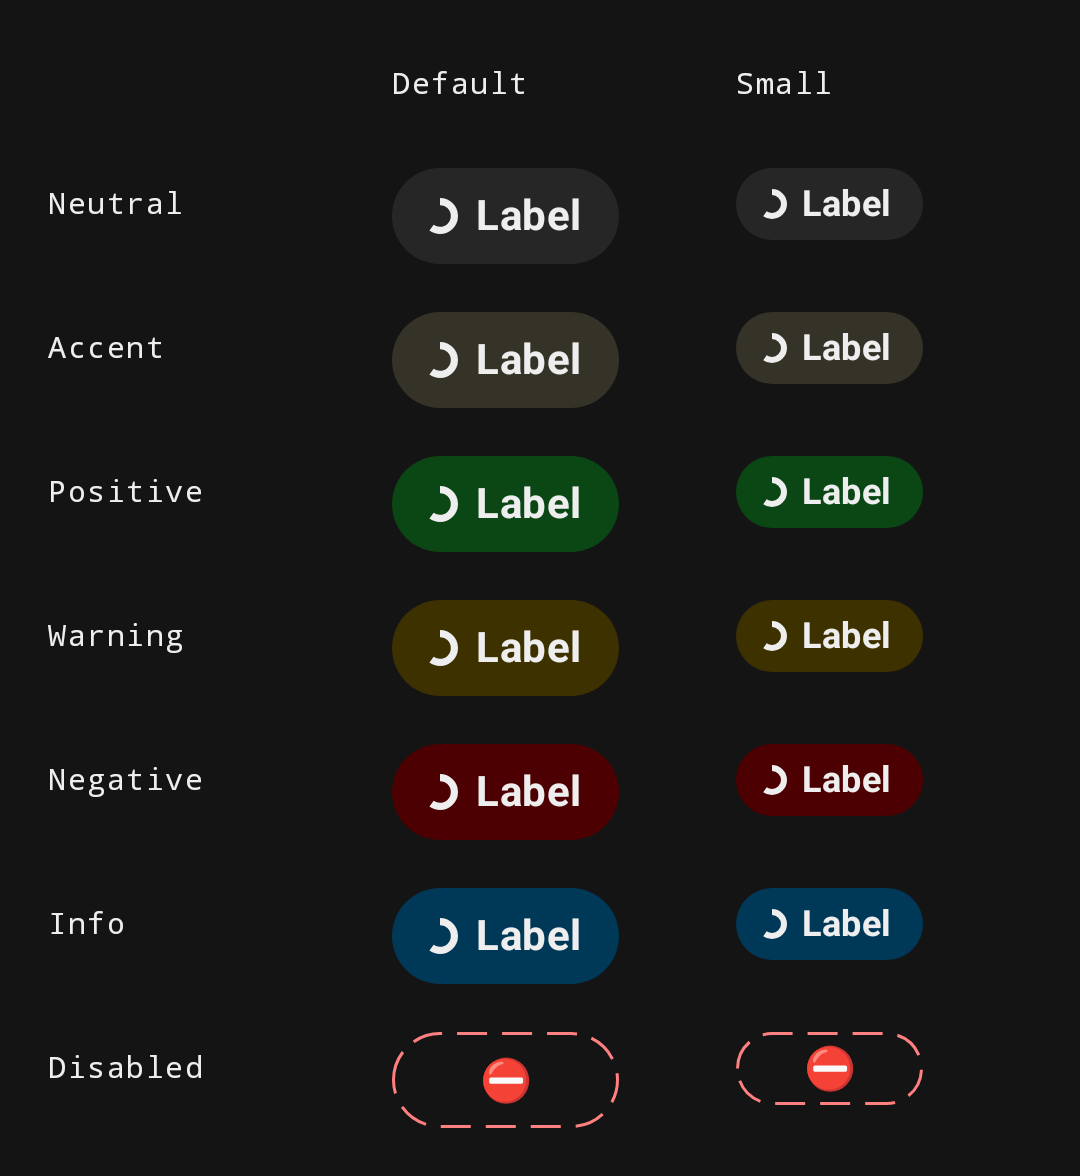 Default Small
Neutral Label Label
Accent Label Label
Positive Label Label
Warning Label Label
Negative Label Label
Info Label Label
Disabled